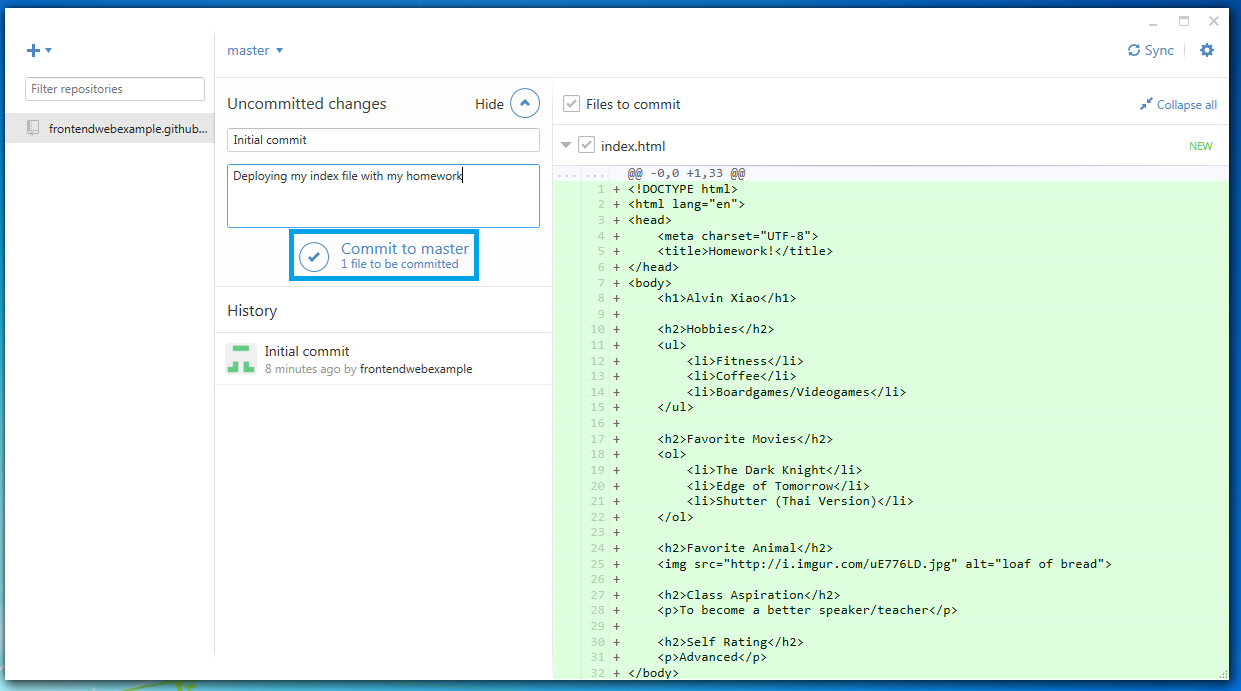 master
Sync
Filter repositories
frontendwebexample.github...
Uncommitted changes
Hide
Initial commit
Deploying my index file with my homework
Commit to master
1 file to be committed
History
Initial commit
8 minutes ago by frontendwebexample
Files to commit
Collapse all
index.html
NEW
... ... @@ -0,0 +1,33 @@
1 + <!DOCTYPE html>
2 + <html lang="en">
3 + <head>
4 +     <meta charset="UTF-8">
5 +     <title>Homework!</title>
6 + </head>
7 + <body>
8 +     <h1>Alvin Xiao</h1>
9 +
10 +     <h2>Hobbies</h2>
11 +     <ul>
12 +         <li>Fitness</li>
13 +         <li>Coffee</li>
14 +         <li>Boardgames/Videogames</li>
15 +     </ul>
16 +
17 +     <h2>Favorite Movies</h2>
18 +     <ol>
19 +         <li>The Dark Knight</li>
20 +         <li>Edge of Tomorrow</li>
21 +         <li>Shutter (Thai Version)</li>
22 +     </ol>
23 +
24 +     <h2>Favorite Animal</h2>
25 +     <img src="http://i.imgur.com/uE776LD.jpg" alt="loaf of bread">
26 +
27 +     <h2>Class Aspiration</h2>
28 +     <p>To become a better speaker/teacher</p>
29 +
30 +     <h2>Self Rating</h2>
31 +     <p>Advanced</p>
32 + </body>